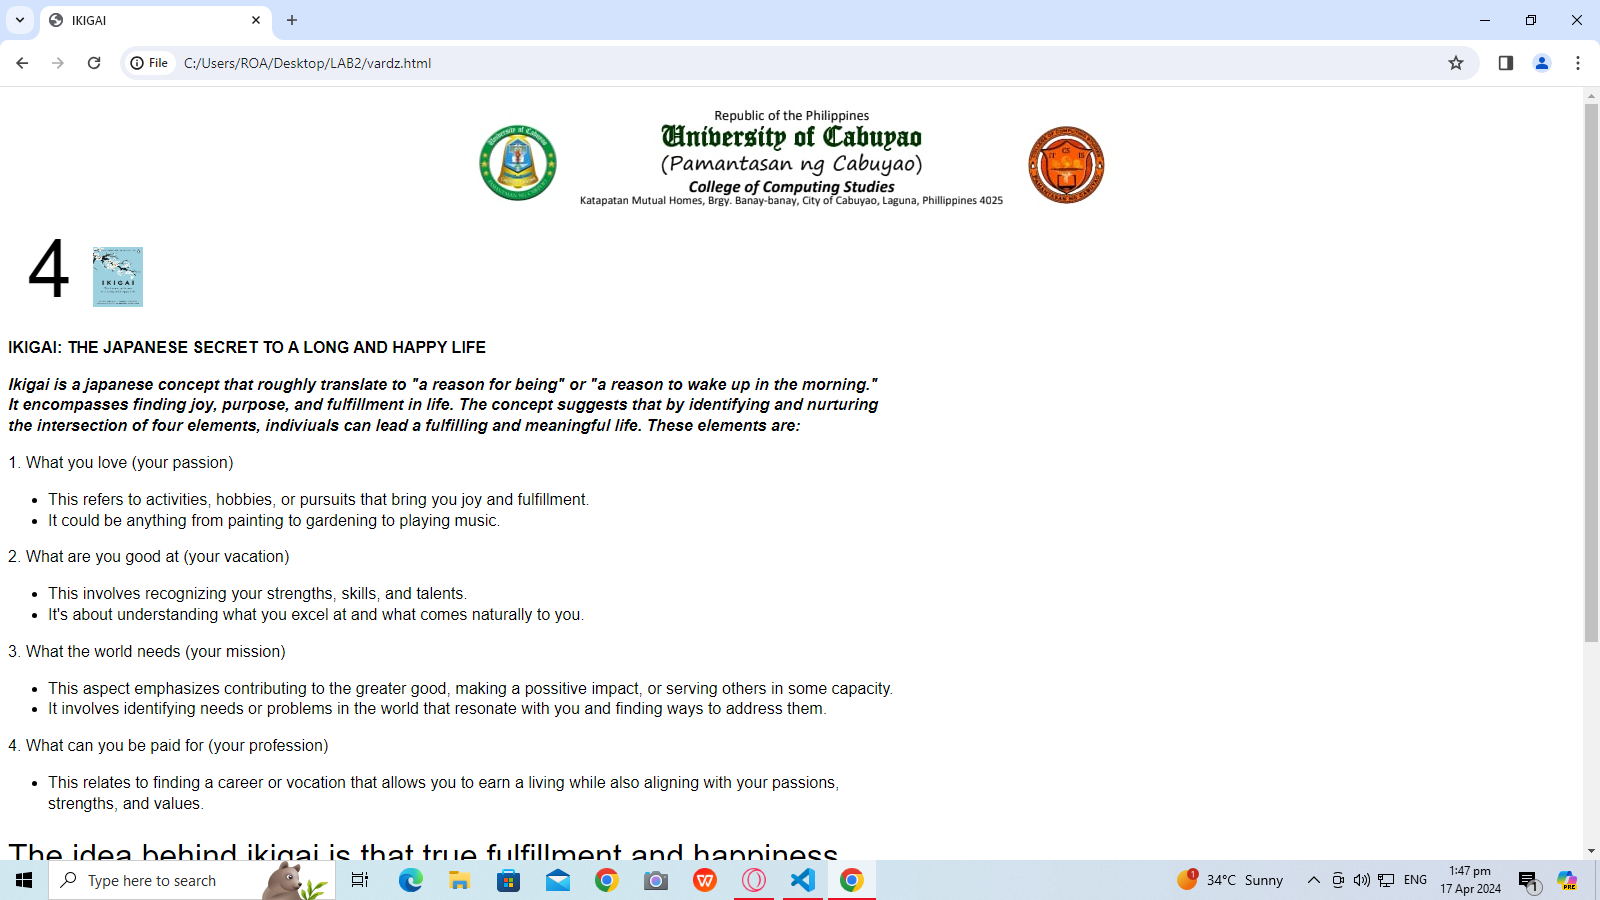 IKIGAI
File C:/Users/ROA/Desktop/LAB2/vardz.html
Republic of the Philippines
University of Cabuyao
(Pamantasan ng Cabuyao)
College of Computing Studies
Katapatan Mutual Homes, Brgy. Banay-banay, City of Cabuyao, Laguna, Phillippines 4025
4
IKIGAI
IKIGAI: THE JAPANESE SECRET TO A LONG AND HAPPY LIFE
Ikigai is a japanese concept that roughly translate to "a reason for being" or "a reason to wake up in the morning."
It encompasses finding joy, purpose, and fulfillment in life. The concept suggests that by identifying and nurturing
the intersection of four elements, indiviuals can lead a fulfilling and meaningful life. These elements are:
1. What you love (your passion)
• This refers to activities, hobbies, or pursuits that bring you joy and fulfillment.
• It could be anything from painting to gardening to playing music.
2. What are you good at (your vacation)
• This involves recognizing your strengths, skills, and talents.
• It's about understanding what you excel at and what comes naturally to you.
3. What the world needs (your mission)
• This aspect emphasizes contributing to the greater good, making a possitive impact, or serving others in some capacity.
• It involves identifying needs or problems in the world that resonate with you and finding ways to address them.
4. What can you be paid for (your profession)
• This relates to finding a career or vocation that allows you to earn a living while also aligning with your passions,
strengths, and values.
The idea behind ikigai is that true fulfillment and happiness
Type here to search
1
34°C Sunny
ENG
1:47 pm
17 Apr 2024
1
PRE